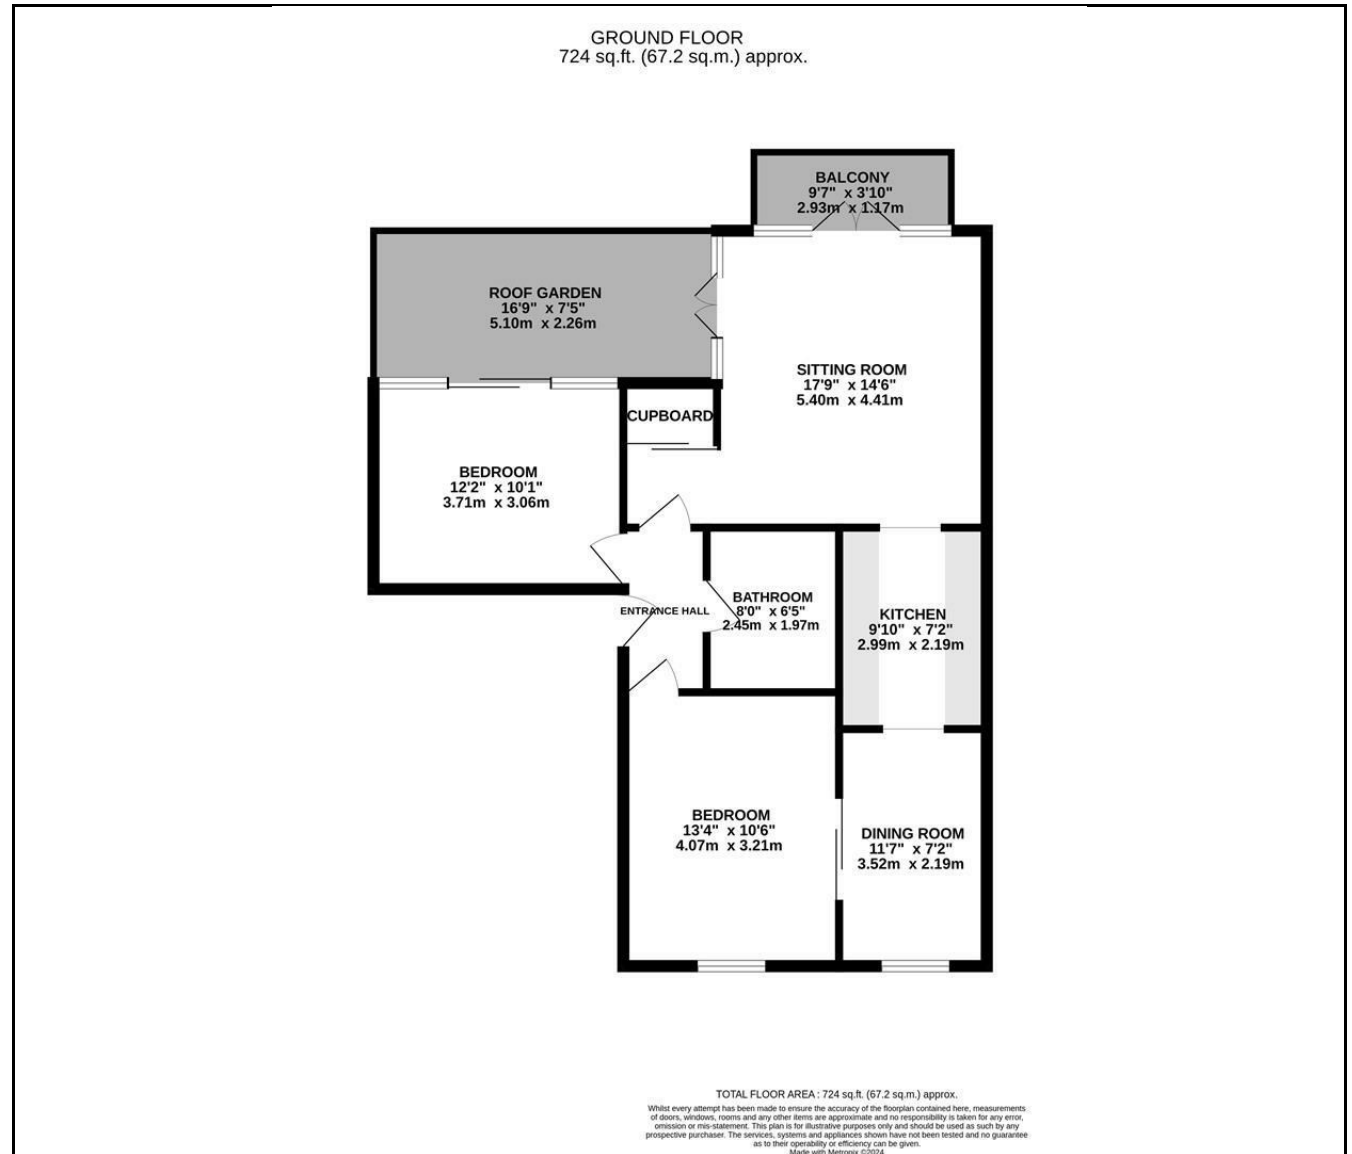 GROUND FLOOR
724 sq.ft. (67.2 sq.m.) approx.
BALCONY
9'7" x 3'10"
2.93m x 1.17m
ROOF GARDEN
16'9" x 7'5"
5.10m x 2.26m
SITTING ROOM
17'9" x 14'6"
5.40m x 4.41m
CUPBOARD
BEDROOM
12'2" x 10'1"
3.71m x 3.06m
ENTRANCE HALL
BATHROOM
8'0" x 6'5"
2.45m x 1.97m
KITCHEN
9'10" x 7'2"
2.99m x 2.19m
BEDROOM
13'4" x 10'6"
4.07m x 3.21m
DINING ROOM
11'7" x 7'2"
3.52m x 2.19m
TOTAL FLOOR AREA : 724 sq.ft. (67.2 sq.m.) approx.
Whilst every attempt has been made to ensure the accuracy of the floorplan contained here, measurements
of doors, windows, rooms and any other items are approximate and no responsibility is taken for any error,
omission or mis-statement. This plan is for illustrative purposes only and should be used as such by any
prospective purchaser. The services, systems and appliances shown have not been tested and no guarantee
as to their operability or efficiency can be given.
Made with Metropix ©2024